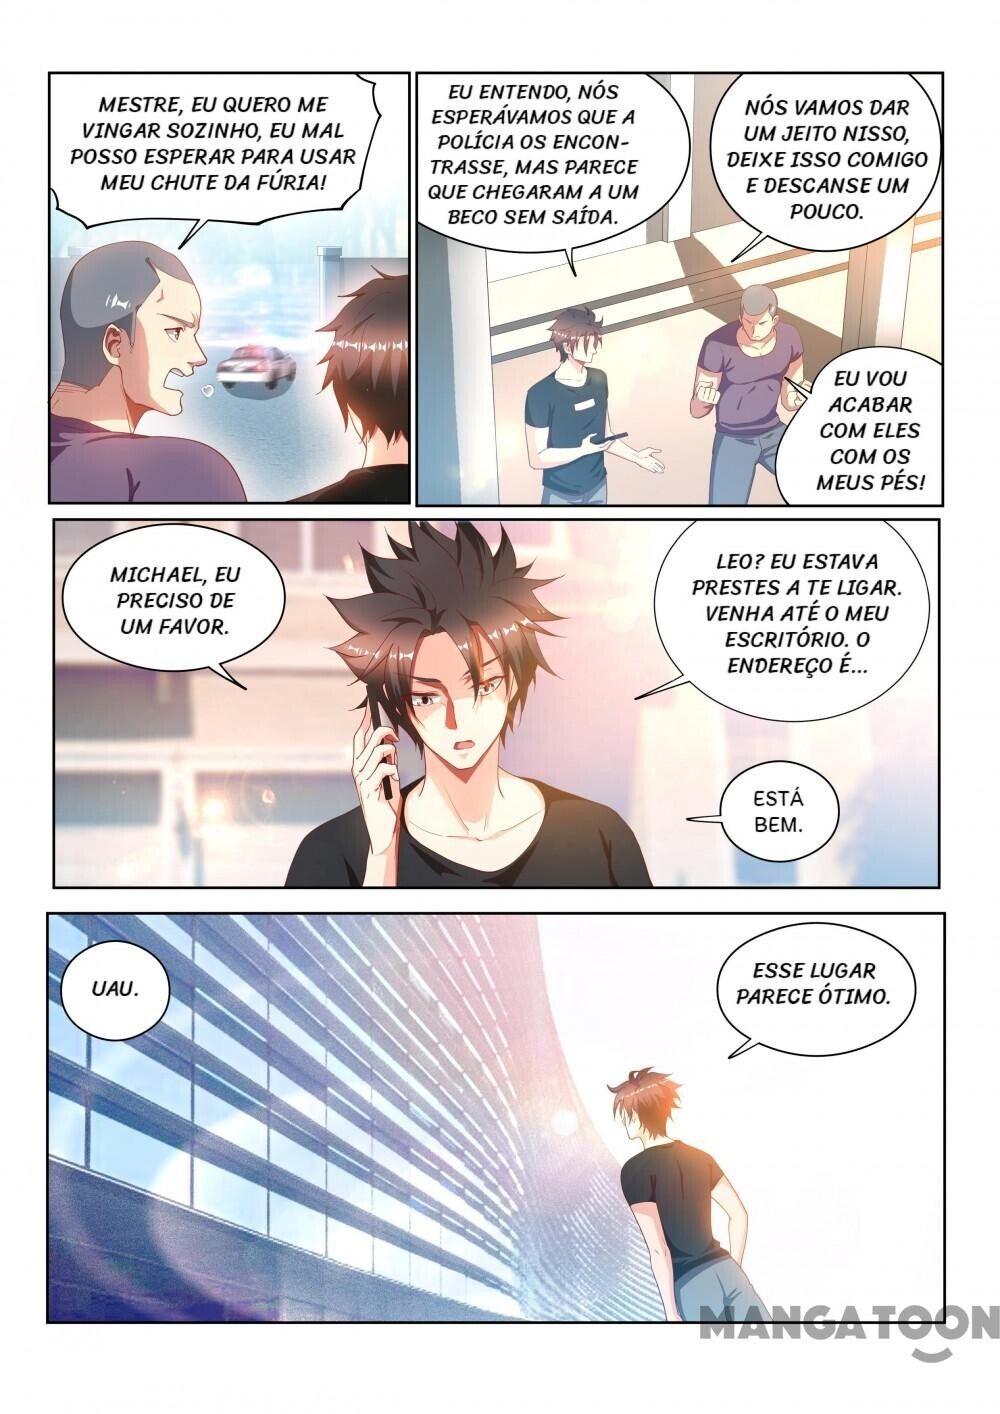 MESTRE, EU QUERO ME
VINGAR SOZINHO, EU MAL
POSSO ESPERAR PARA USAR
MEU CHUTE DA FÚRIA!
EU ENTENDO, NÓS
ESPERÁVAMOS QUE A
POLÍCIA OS ENCON-
TRASSE, MAS PARECE
QUE CHEGARAM A UM
BECO SEM SAÍDA.
NÓS VAMOS DAR
UM JEITO NISSO,
DEIXE ISSO COMIGO
E DESCANSE UM
POUCO.
EU VOU
ACABAR
COM ELES
COM OS
MEUS PÉS!
MICHAEL, EU
PRECISO DE
UM FAVOR.
LEO? EU ESTAVA
PRESTES A TE LIGAR.
VENHA ATÉ O MEU
ESCRITÓRIO. O
ENDEREÇO É...
ESTÁ
BEM.
UAU.
ESSE LUGAR
PARECE ÓTIMO.
MANGATOON